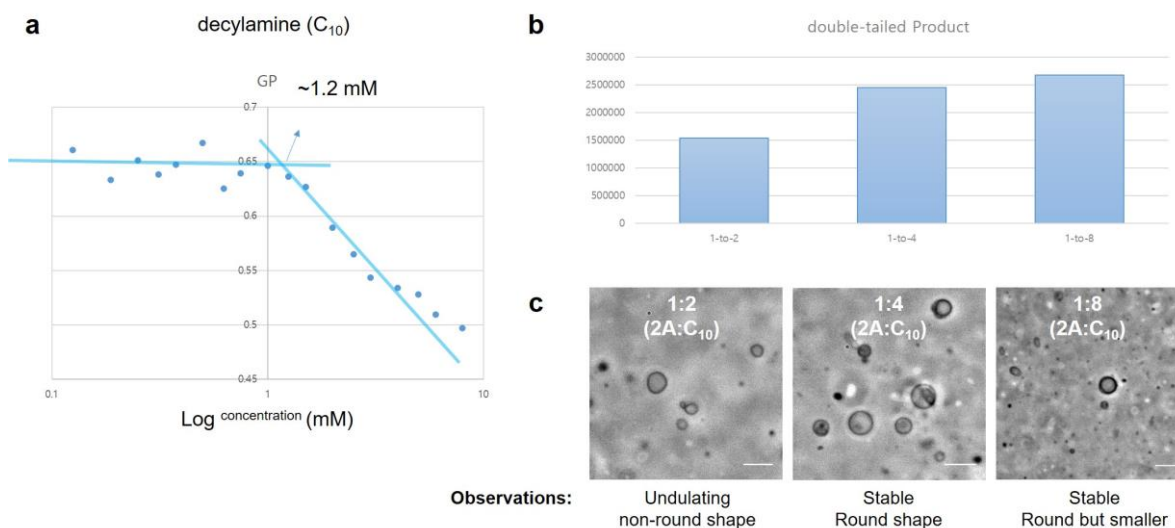 a
decylamine (C₁₀)
GP
~1.2 mM
0.7
0.65
0.6
0.55
0.5
0.45
0.1
1
10
Log concentration (mM)
b
double-tailed Product
3000000
2500000
2000000
1500000
1000000
500000
0
1-to-2
1-to-4
1-to-8
c
1:2
(2A:C₁₀)
1:4
(2A:C₁₀)
1:8
(2A:C₁₀)
Observations:
Undulating
non-round shape
Stable
Round shape
Stable
Round but smaller